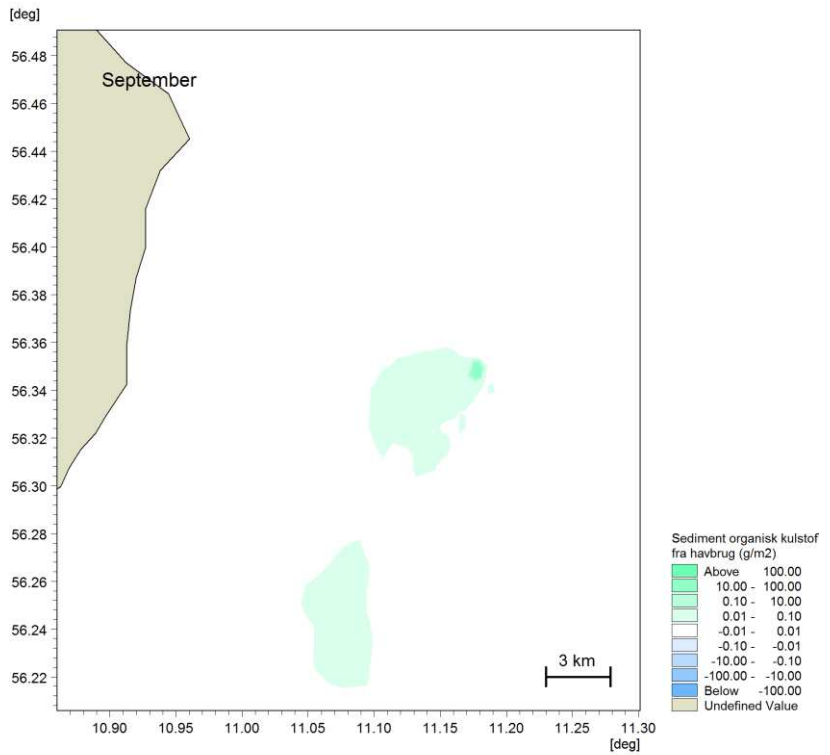 [deg]
56.48
September
56.46
56.44
56.42
56.40
56.38
56.36
56.34
56.32
56.30
56.28
56.26
56.24
56.22
3 km
10.90 10.95 11.00 11.05 11.10 11.15 11.20 11.25 11.30
[deg]
Sediment organisk kulstof
fra havbrug (g/m2)
Above 100.00
10.00 - 100.00
0.10 - 10.00
0.01 - 0.10
-0.01 - 0.01
-0.10 - -0.01
-10.00 - -0.10
-100.00 - -10.00
Below -100.00
Undefined Value